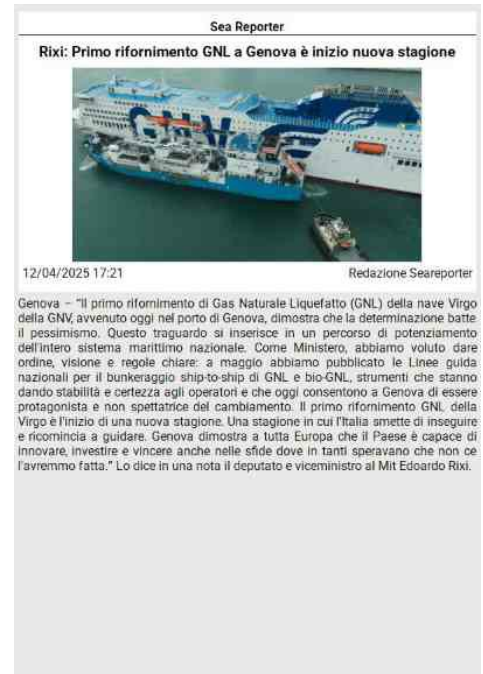 Sea Reporter
Rixi: Primo rifornimento GNL a Genova è inizio nuova stagione
GNV
12/04/2025 17:21
Redazione Seareporter
Genova – “Il primo rifornimento di Gas Naturale Liquefatto (GNL) della nave Virgo
della GNV, avvenuto oggi nel porto di Genova, dimostra che la determinazione batte
il pessimismo. Questo traguardo si inserisce in un percorso di potenziamento
dell'intero sistema marittimo nazionale. Come Ministero, abbiamo voluto dare
ordine, visione e regole chiare: a maggio abbiamo pubblicato le Linee guida
nazionali per il bunkeraggio ship-to-ship di GNL e bio-GNL, strumenti che stanno
dando stabilità e certezza agli operatori e che oggi consentono a Genova di essere
protagonista e non spettatrice del cambiamento. Il primo rifornimento GNL della
Virgo è l'inizio di una nuova stagione. Una stagione in cui l'Italia smette di inseguire
e ricomincia a guidare. Genova dimostra a tutta Europa che il Paese è capace di
innovare, investire e vincere anche nelle sfide dove in tanti speravano che non ce
l'avremmo fatta.” Lo dice in una nota il deputato e viceministro al Mit Edoardo Rixi.